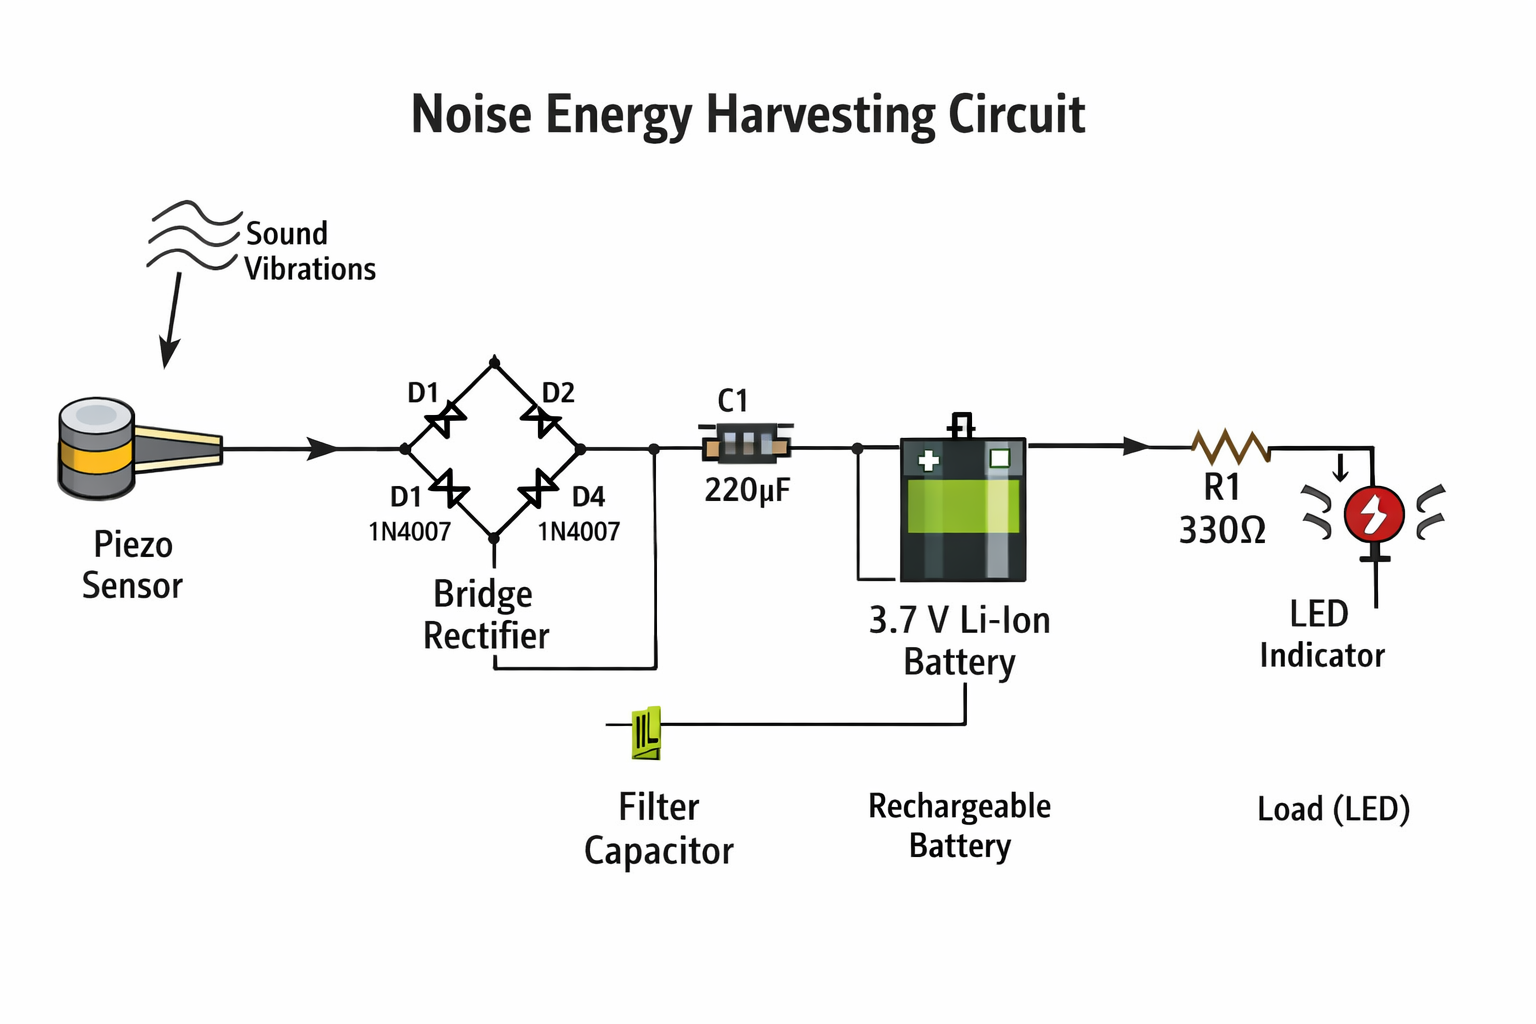 Noise Energy Harvesting Circuit
Sound
Vibrations
Piezo
Sensor
D1
D2
D1
1N4007
D4
1N4007
Bridge
Rectifier
C1
220µF
3.7 V Li-Ion
Battery
R1
330Ω
LED
Indicator
Filter
Capacitor
Rechargeable
Battery
Load (LED)